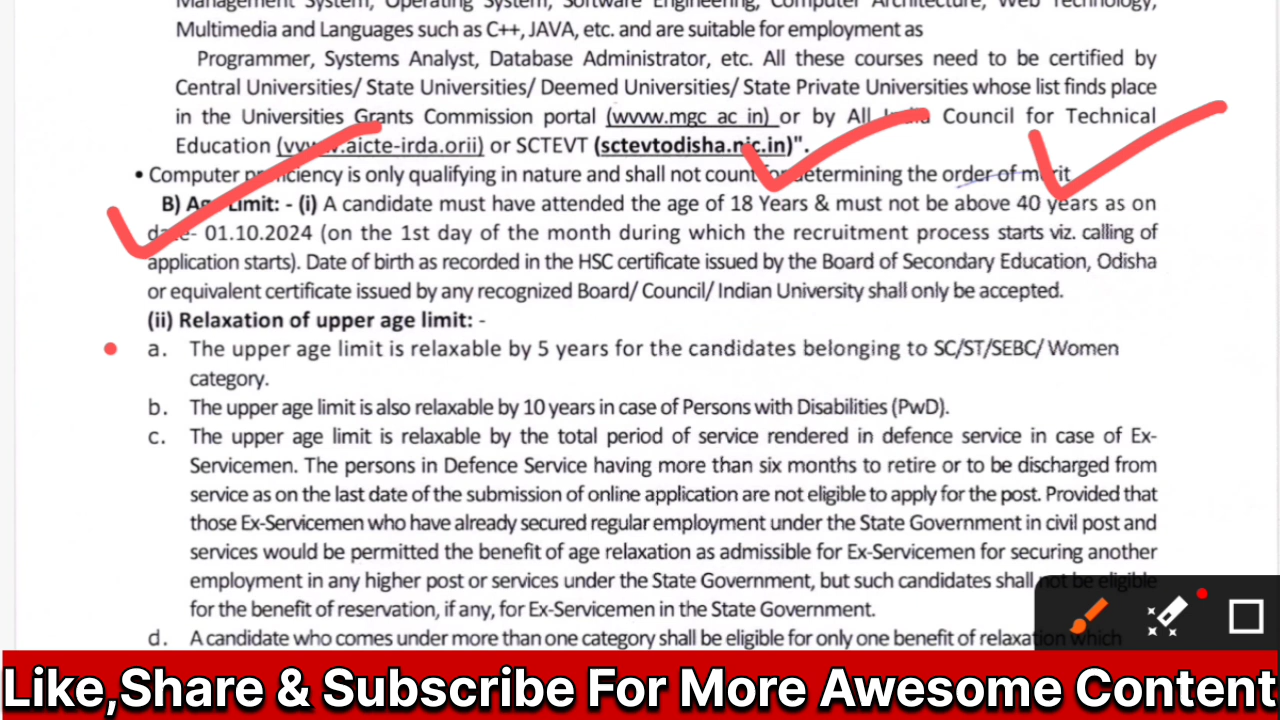 Management System, Operating System, Software Engineering, Computer Architecture, Web Technology,
Multimedia and Languages such as C++, JAVA, etc. and are suitable for employment as
Programmer, Systems Analyst, Database Administrator, etc. All these courses need to be certified by
Central Universities/ State Universities/ Deemed Universities/ State Private Universities whose list finds place
in the Universities Grants Commission portal (www.mgc ac in) or by All India Council for Technical
Education .aicte-irda.orii) or SCTEVT (sctevtodisha.nic.in)".
• Computer proficiency is only qualifying in nature and shall not count for determining the order of merit
B) Age Limit: - (i) A candidate must have attended the age of 18 Years & must not be above 40 years as on
date- 01.10.2024 (on the 1st day of the month during which the recruitment process starts viz. calling of
application starts). Date of birth as recorded in the HSC certificate issued by the Board of Secondary Education, Odisha
or equivalent certificate issued by any recognized Board/ Council/ Indian University shall only be accepted.
(ii) Relaxation of upper age limit: -
a. The upper age limit is relaxable by 5 years for the candidates belonging to SC/ST/SEBC/ Women
category.
b. The upper age limit is also relaxable by 10 years in case of Persons with Disabilities (PwD).
c. The upper age limit is relaxable by the total period of service rendered in defence service in case of Ex-
Servicemen. The persons in Defence Service having more than six months to retire or to be discharged from
service as on the last date of the submission of online application are not eligible to apply for the post. Provided that
those Ex-Servicemen who have already secured regular employment under the State Government in civil post and
services would be permitted the benefit of age relaxation as admissible for Ex-Servicemen for securing another
employment in any higher post or services under the State Government, but such candidates shall not be eligible
for the benefit of reservation, if any, for Ex-Servicemen in the State Government.
d. A candidate who comes under more than one category shall be eligible for only one benefit of relaxation which
Like,Share & Subscribe For More Awesome Content